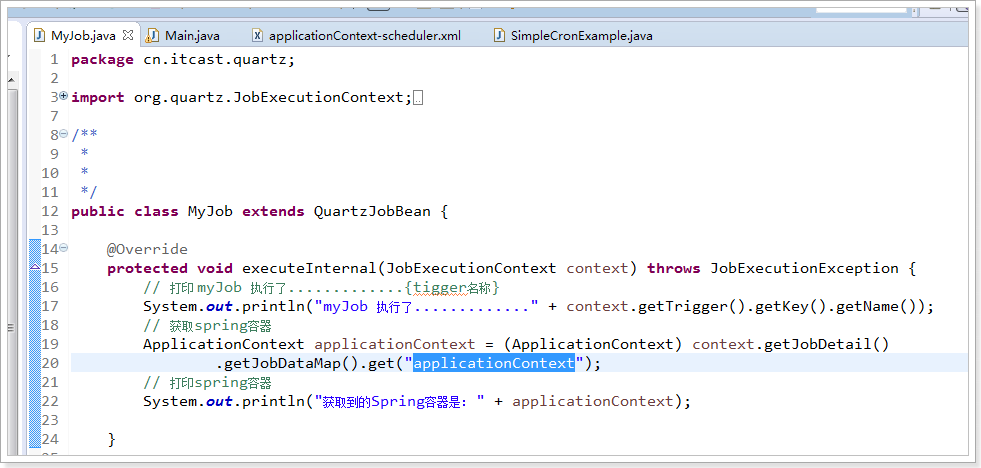 MyJob.java Main.java applicationContext-scheduler.xml SimpleCronExample.java
1 package cn.itcast.quartz;
2
3 import org.quartz.JobExecutionContext;
7
8 /**
9  *
10  *
11  */
12 public class MyJob extends QuartzJobBean {
13
14     @Override
15     protected void executeInternal(JobExecutionContext context) throws JobExecutionException {
16         // 打印 myJob 执行了.............{tigger名称}
17         System.out.println("myJob 执行了............." + context.getTrigger().getKey().getName());
18         // 获取spring容器
19         ApplicationContext applicationContext = (ApplicationContext) context.getJobDetail()
20                 .getJobDataMap().get("applicationContext");
21         // 打印spring容器
22         System.out.println("获取到的Spring容器是: " + applicationContext);
23
24     }